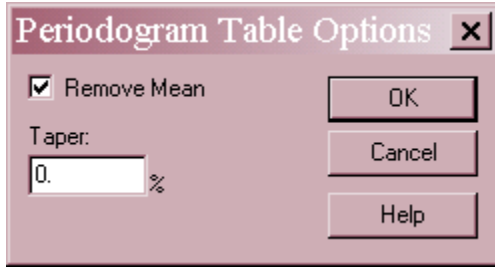 Periodogram Table Options
Remove Mean
OK
Taper:
Cancel
0.
%
Help